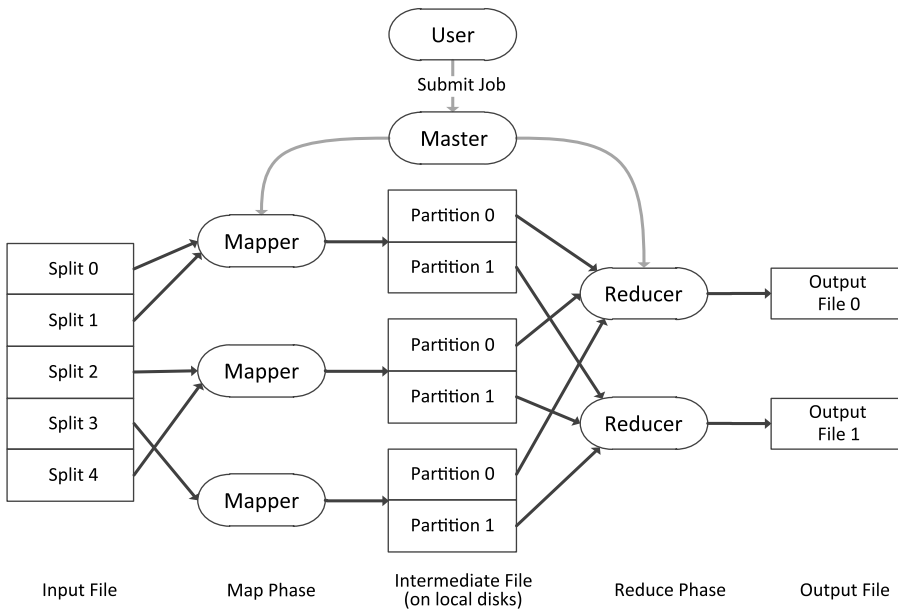 User
Submit Job
Master
Split 0
Split 1
Split 2
Split 3
Split 4
Mapper
Mapper
Mapper
Partition 0
Partition 1
Partition 0
Partition 1
Partition 0
Partition 1
Reducer
Reducer
Output
File 0
Output
File 1
Input File
Map Phase
Intermediate File
(on local disks)
Reduce Phase
Output File